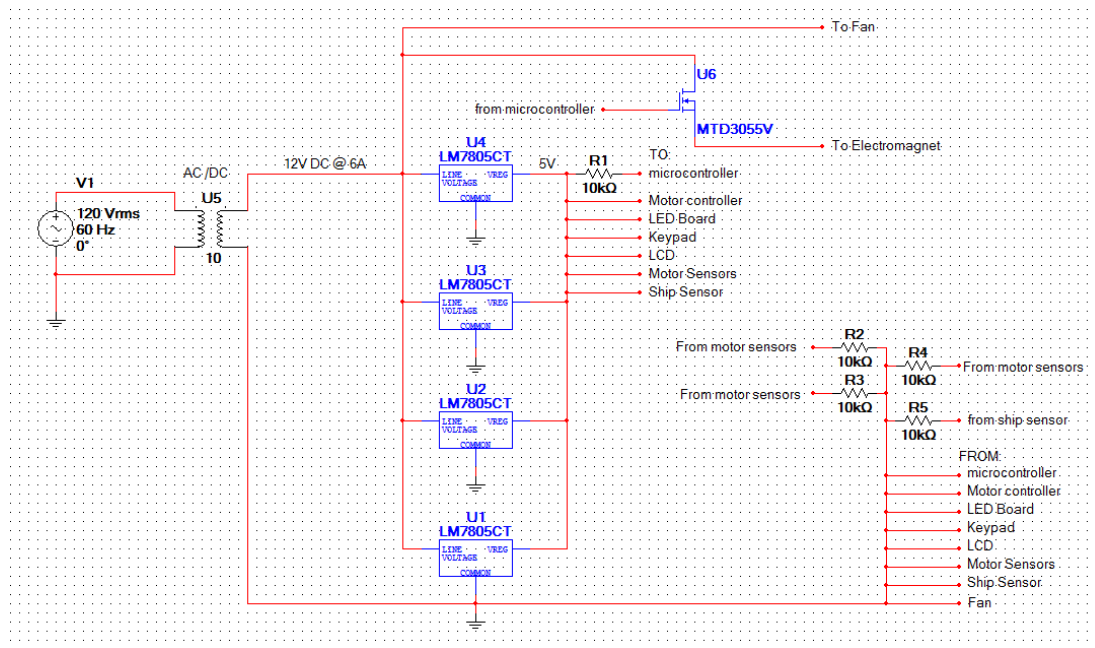 To Fan
U6
from microcontroller
MTD3055V
To Electromagnet
U4
LM7805CT
12V DC @ 6A
5V
R1
10kΩ
TO:
microcontroller
Motor controller
LED Board
Keypad
LCD
Motor Sensors
Ship Sensor
LINE VREG
VOLTAGE
COMMON
AC /DC
U5
10
V1
120 Vrms
60 Hz
0°
U3
LM7805CT
LINE VREG
VOLTAGE
COMMON
U2
LM7805CT
LINE VREG
VOLTAGE
COMMON
U1
LM7805CT
LINE VREG
VOLTAGE
COMMON
From motor sensors
R2
10kΩ
From motor sensors
R3
10kΩ
R4
10kΩ
From motor sensors
R5
10kΩ
from ship sensor
FROM:
microcontroller
Motor controller
LED Board
Keypad
LCD
Motor Sensors
Ship Sensor
Fan